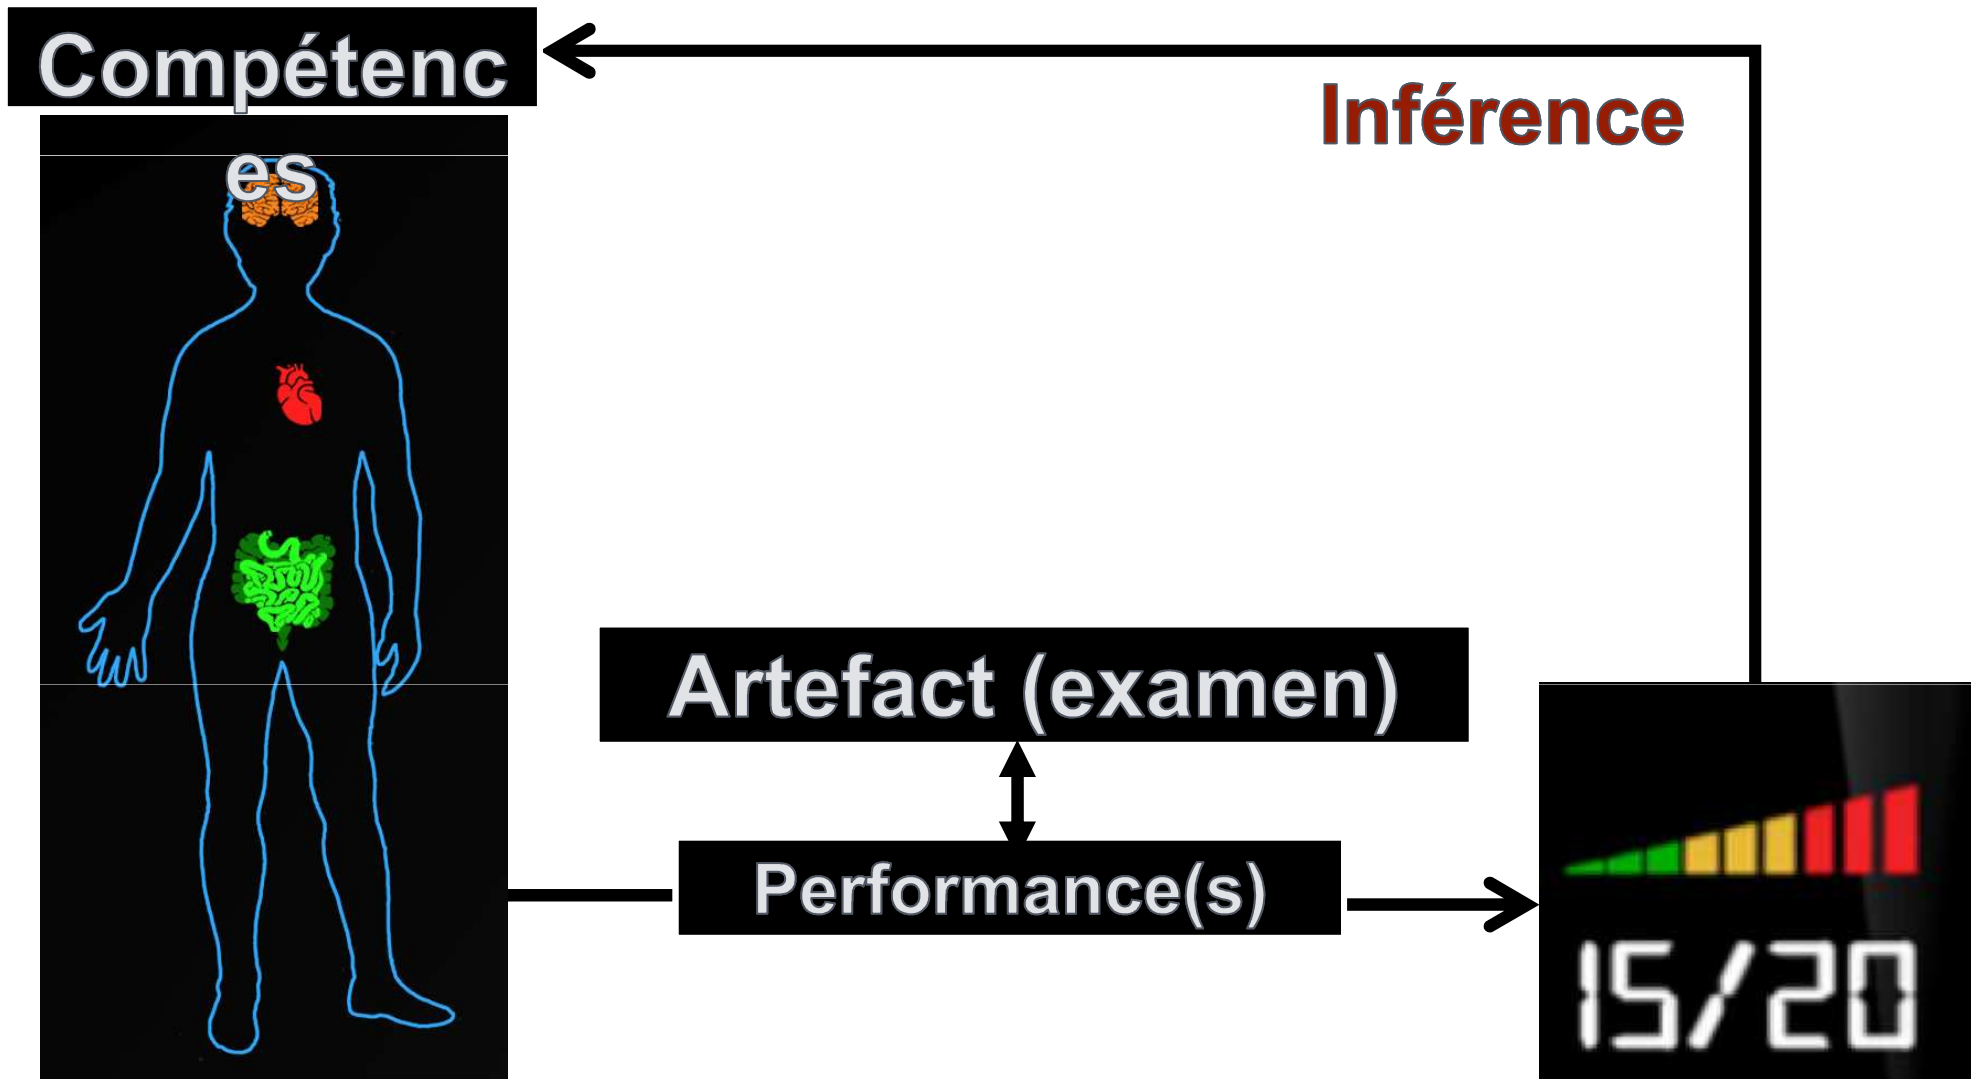 Compétenc
es
Inférence
Artefact (examen)
Performance(s)
15/20